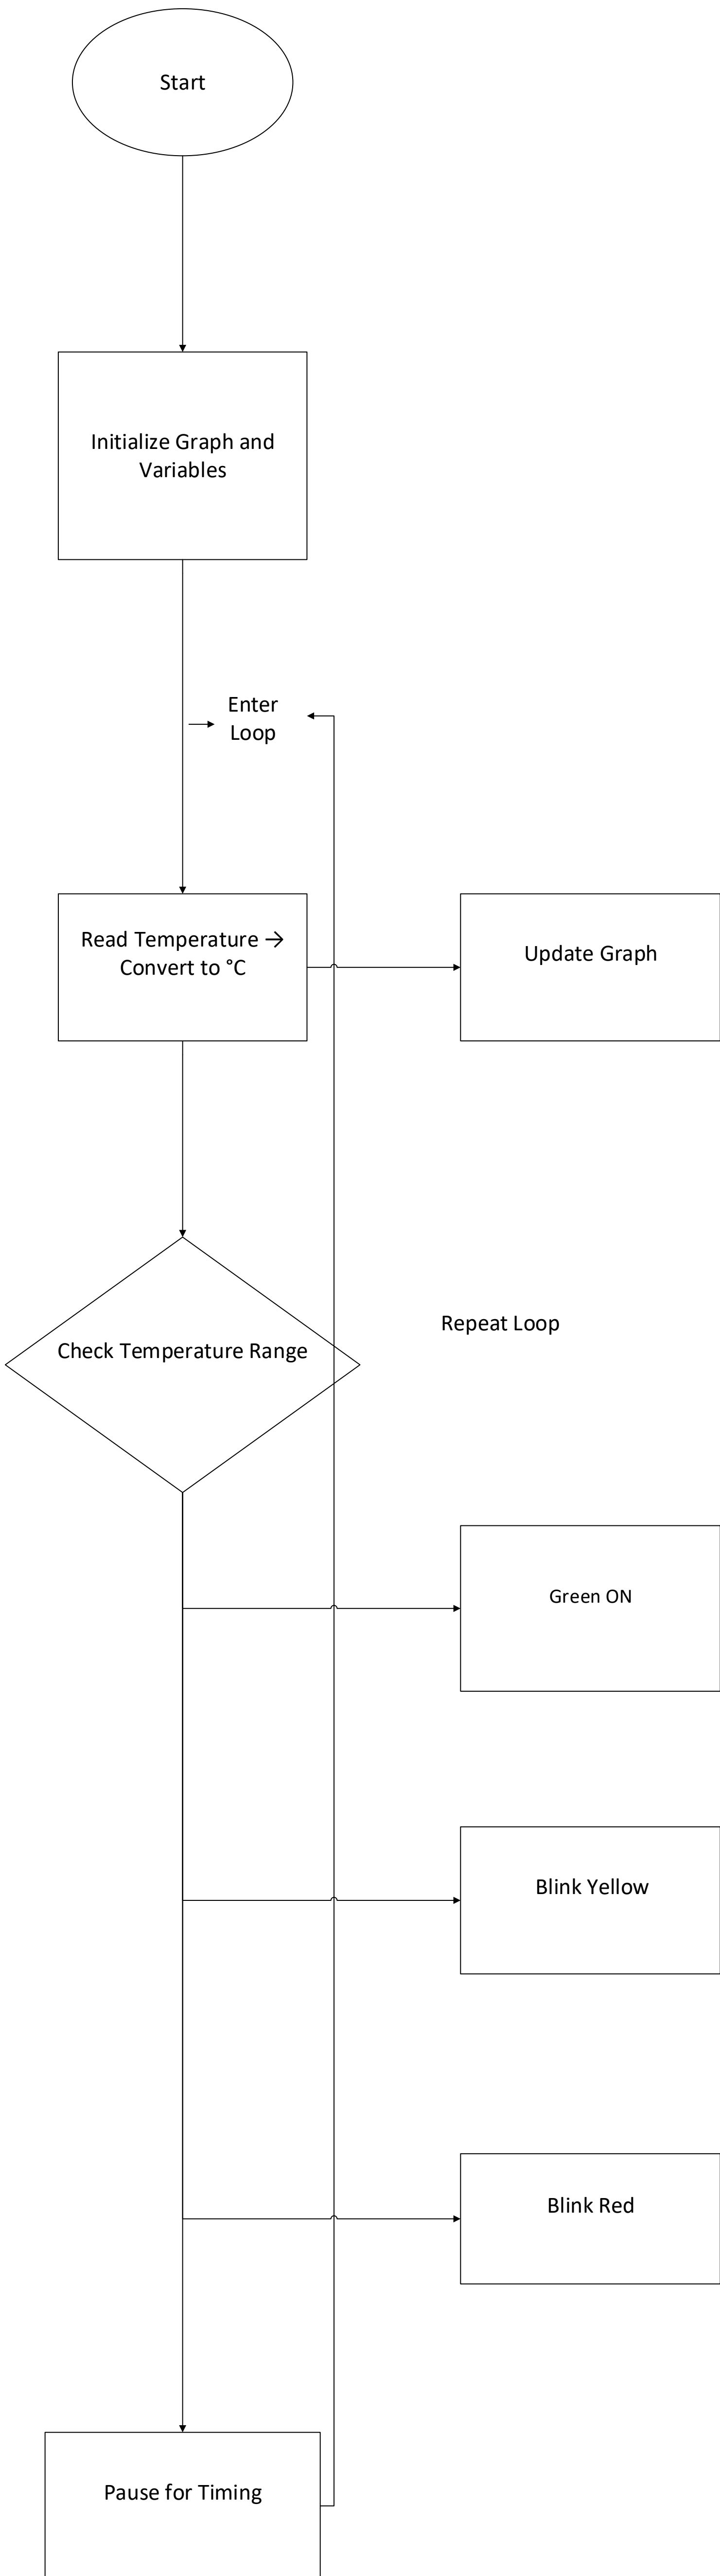 Start
Initialize Graph and
Variables
Enter
Loop
Read Temperature →
Convert to °C
Update Graph
Check Temperature Range
Repeat Loop
Green ON
Blink Yellow
Blink Red
Pause for Timing